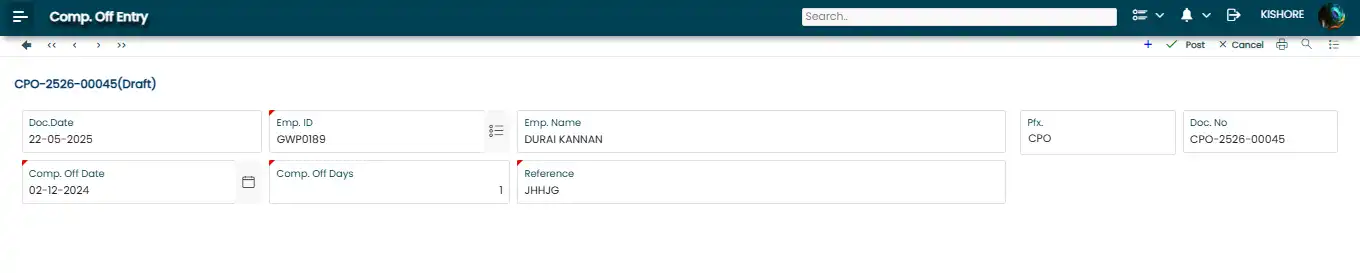 Comp. Off Entry
Search..
KISHORE
Post
Cancel
CPO-2526-00045(Draft)
Doc.Date
22-05-2025
Emp. ID
GWP0189
Emp. Name
DURAI KANNAN
Pfx.
CPO
Doc. No
CPO-2526-00045
Comp. Off Date
02-12-2024
Comp. Off Days
1
Reference
JHHJG